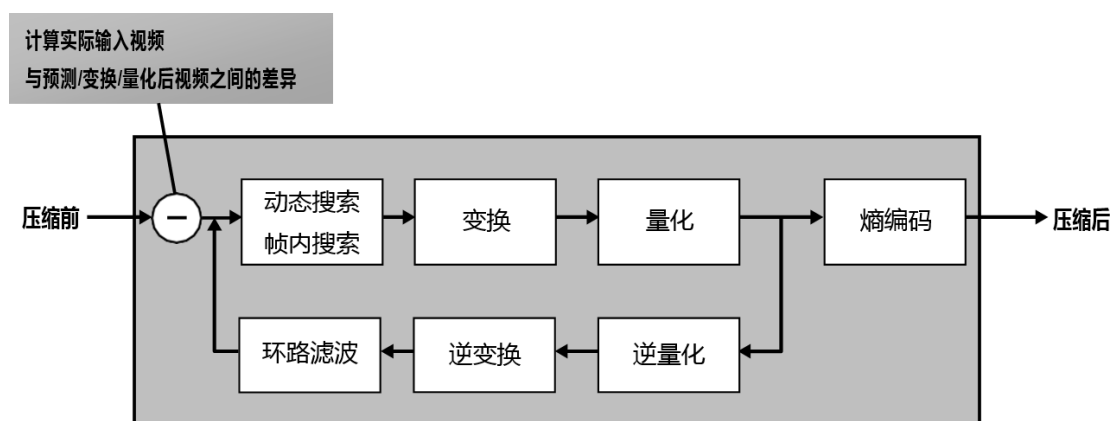 计算实际输入视频
与预测/变换/量化后视频之间的差异
压缩前
动态搜索
帧内搜索
变换
量化
熵编码
压缩后
环路滤波
逆变换
逆量化